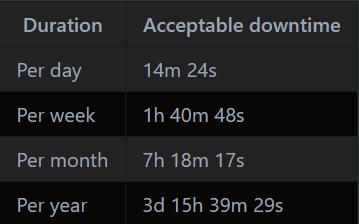 Duration Acceptable downtime
Per day 14m 24s
Per week 1h 40m 48s
Per month 7h 18m 17s
Per year 3d 15h 39m 29s